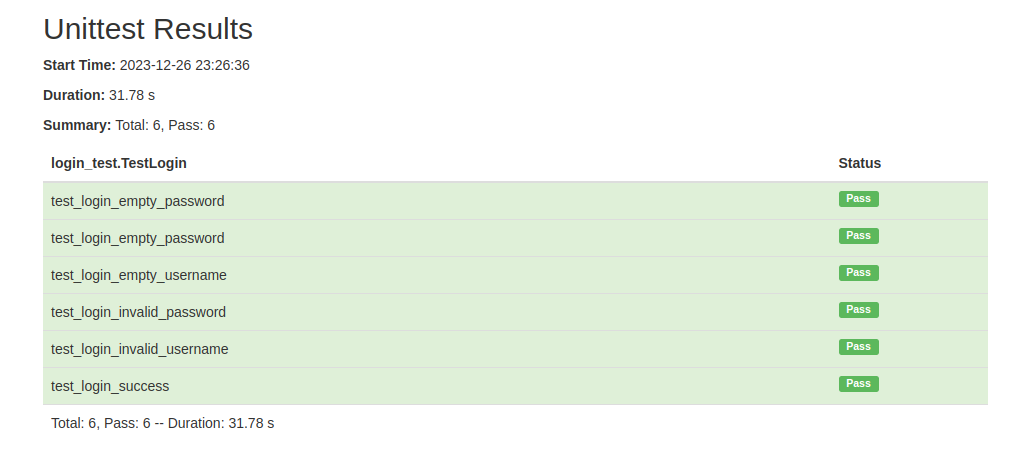 Unittest Results
Start Time: 2023-12-26 23:26:36
Duration: 31.78 s
Summary: Total: 6, Pass: 6
login_test.TestLogin Status
test_login_empty_password Pass
test_login_empty_password Pass
test_login_empty_username Pass
test_login_invalid_password Pass
test_login_invalid_username Pass
test_login_success Pass
Total: 6, Pass: 6 -- Duration: 31.78 s